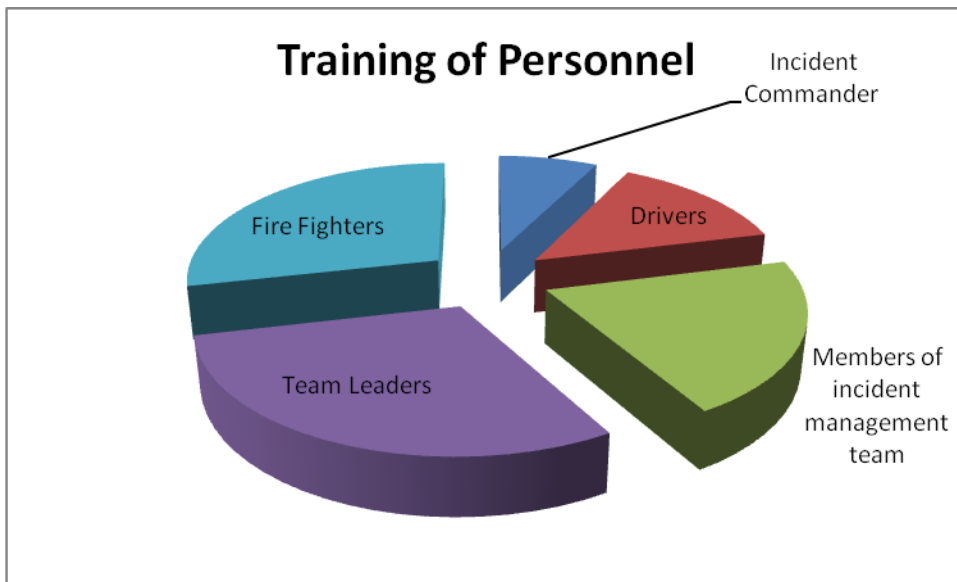 Training of Personnel
Incident
Commander
Drivers
Fire Fighters
Team Leaders
Members of
incident
management
team